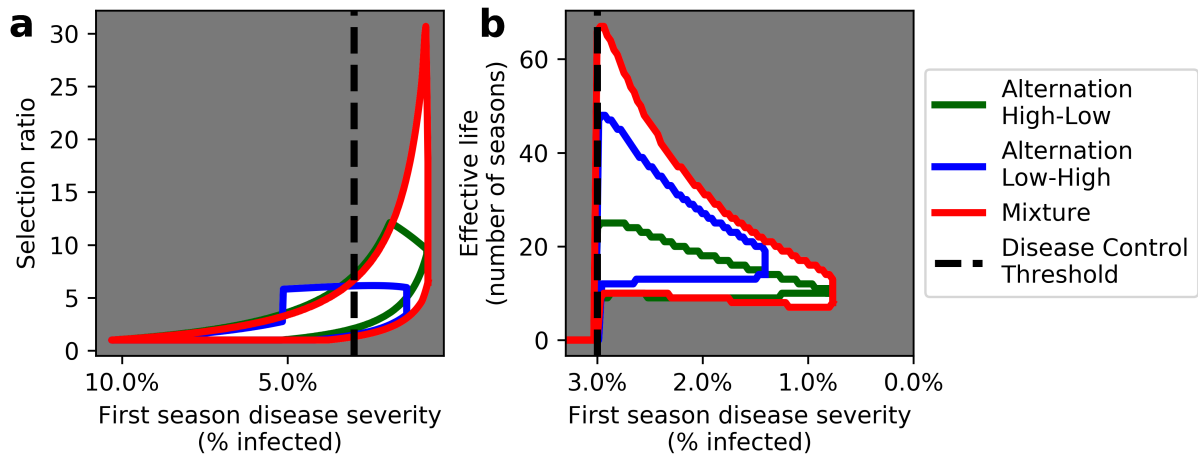 a
Selection ratio
30
25
20
15
10
5
0
10.0%
5.0%
First season disease severity
(% infected)
b
Effective life
(number of seasons)
60
40
20
0
3.0%
2.0%
1.0%
0.0%
First season disease severity
(% infected)
Alternation
High-Low
Alternation
Low-High
Mixture
Disease Control
Threshold